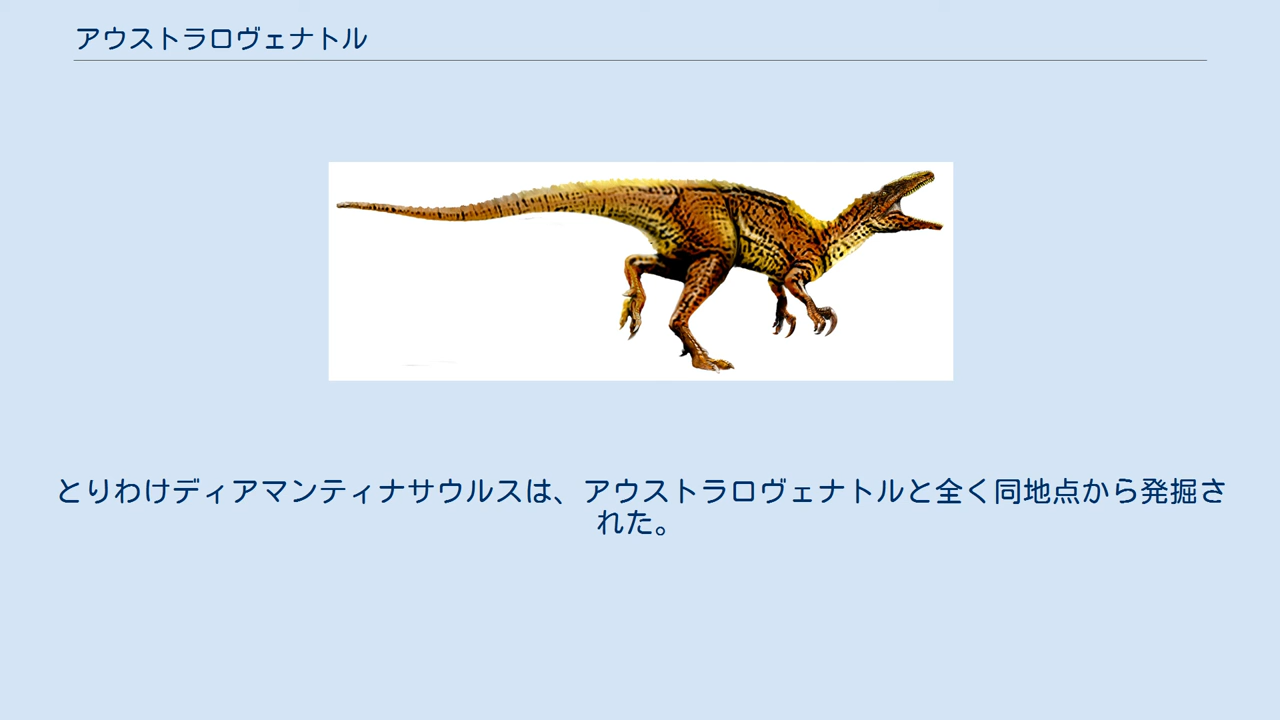 アウストラロヴェナトル
とりわけディアマンティナサウルスは、アウストラロヴェナトルと全く同地点から発掘さ
れた。